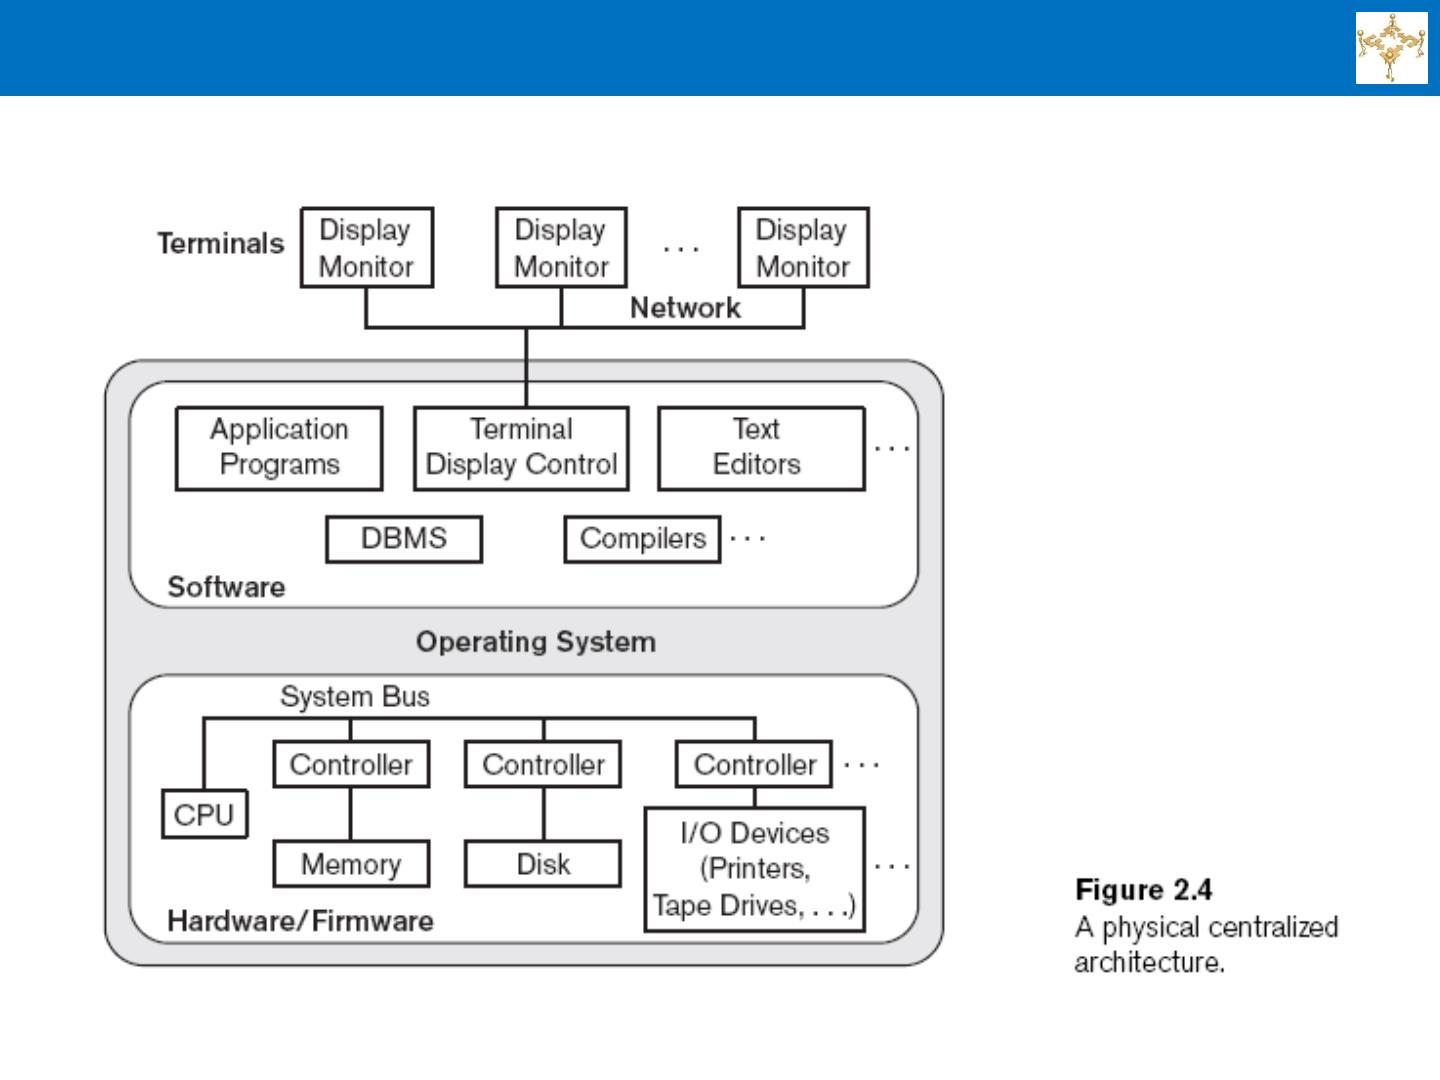 Terminals
Display
Monitor
Display
Monitor
. . .
Display
Monitor
Network
Application
Programs
Terminal
Display Control
Text
Editors
. . .
DBMS
Compilers
. . .
Software
Operating System
System Bus
Controller
Controller
Controller
. . .
CPU
Memory
Disk
I/O Devices
(Printers,
Tape Drives, . . .)
. . .
Hardware/Firmware
Figure 2.4
A physical centralized
architecture.